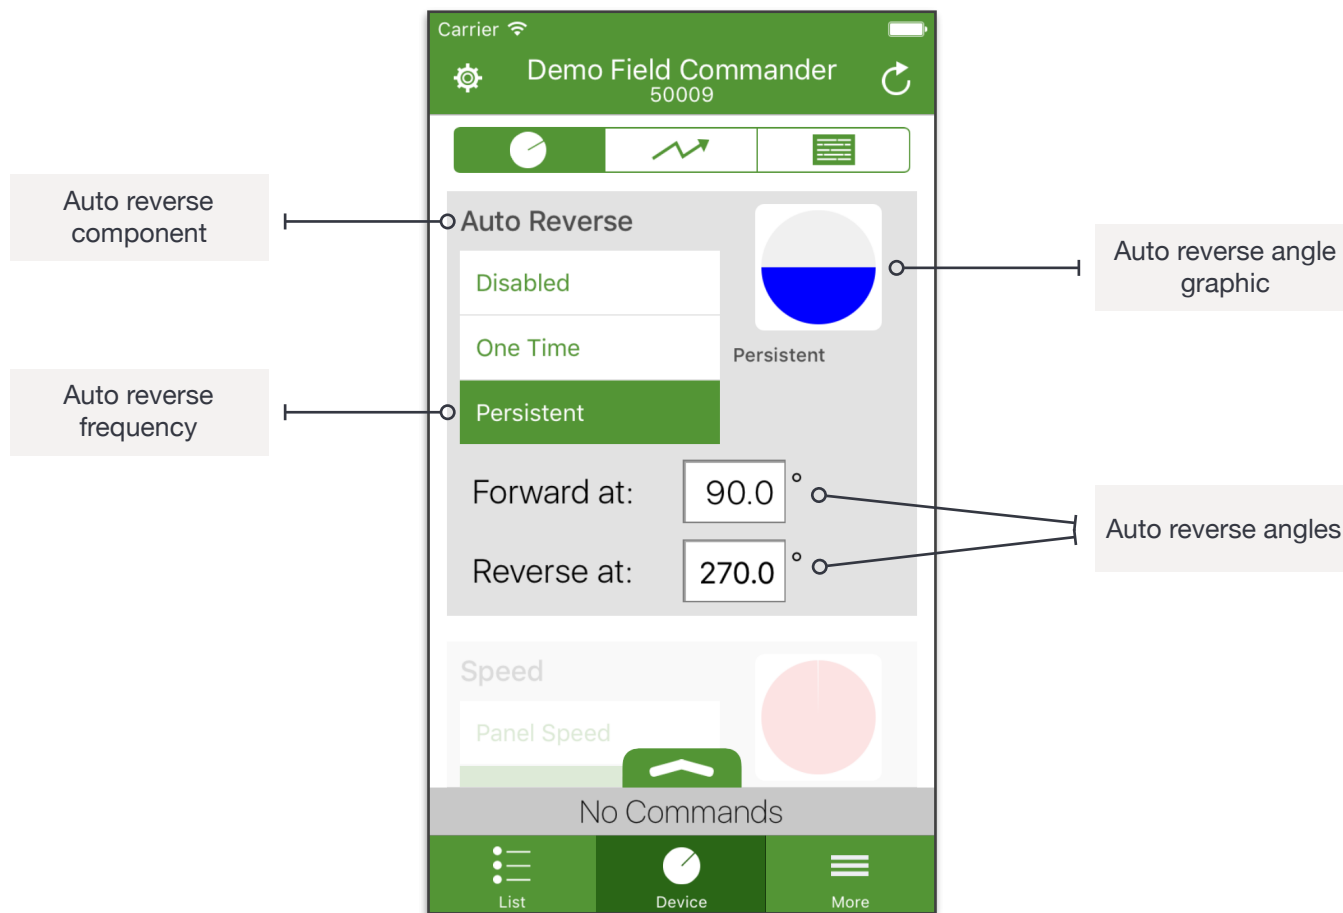 Carrier
Demo Field Commander
50009
Auto reverse
component
Auto Reverse
Disabled
One Time
Persistent
Persistent
Auto reverse angle
graphic
Auto reverse
frequency
Forward at: 90.0 °
Reverse at: 270.0 °
Auto reverse angles
Speed
Panel Speed
No Commands
List
Device
More